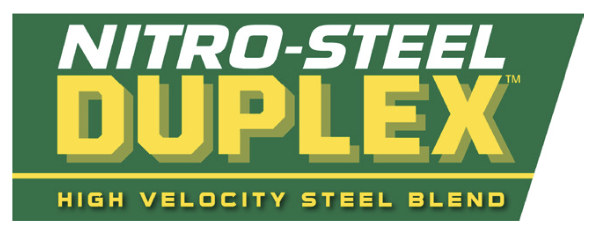 NITRO-STEEL
DUPLEX™
HIGH VELOCITY STEEL BLEND